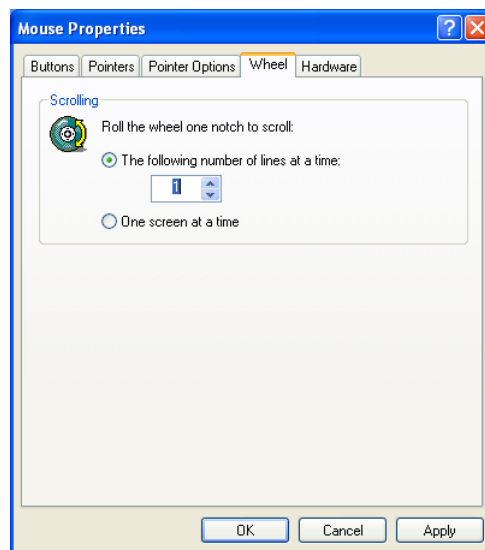 Mouse Properties
Buttons Pointers Pointer Options Wheel Hardware
Scrolling
Roll the wheel one notch to scroll:
The following number of lines at a time:
1
One screen at a time
OK Cancel Apply